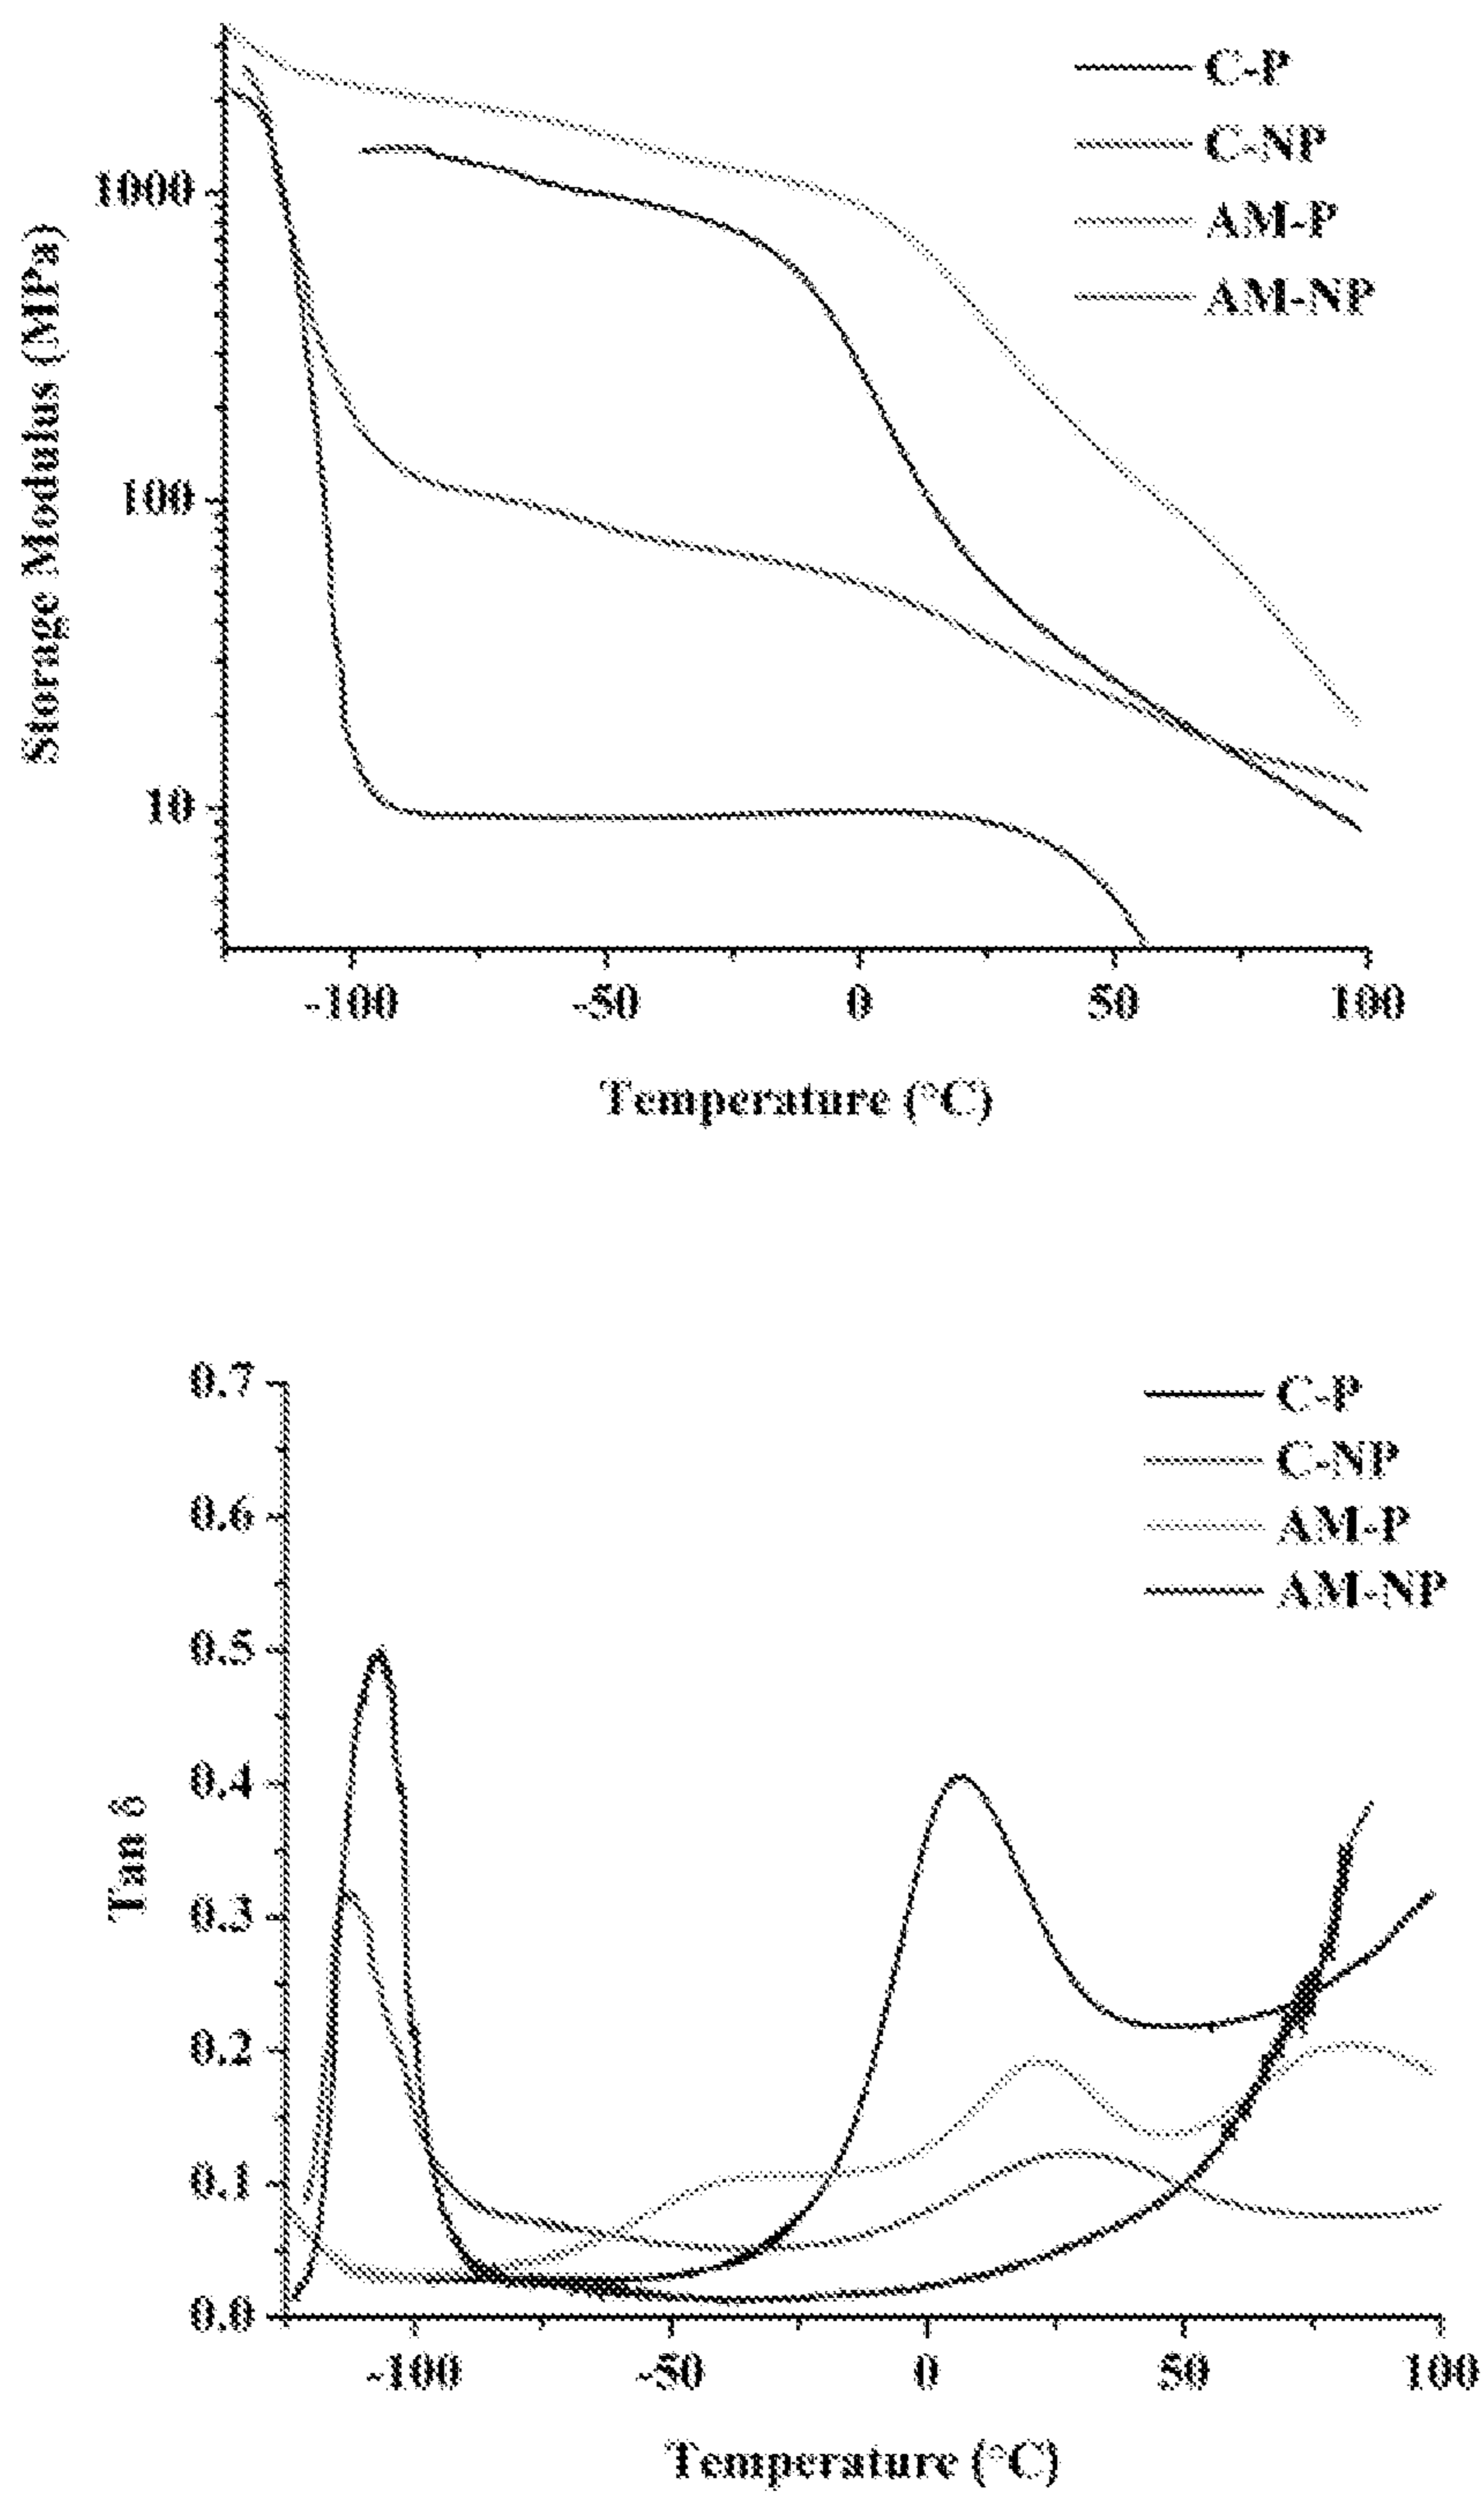 C-P
C-NP
AM-P
AM-NP
1000
100
10
Storage Modulus (MPa)
-100 -50 0 50 100
Temperature (°C)
0.7
0.6
0.5
0.4
0.3
0.2
0.1
0.0
C-P
C-NP
AM-P
AM-NP
Tan δ
-100 -50 0 50 100
Temperature (°C)